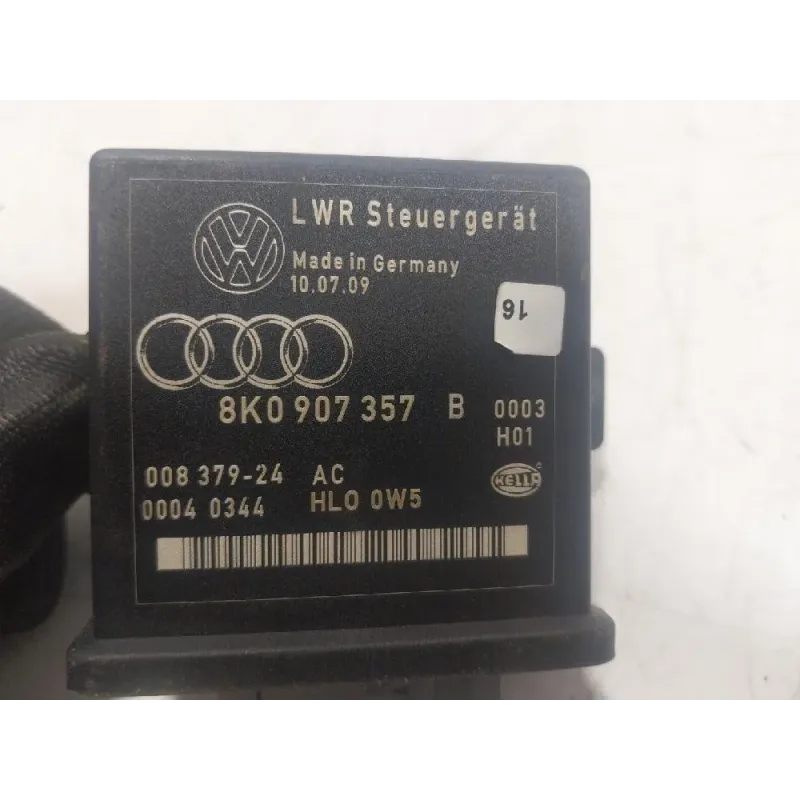 LWR Steuergerät
Made in Germany
10.07.09
16
8K0 907 357 B 0003
H01
008 379-24 AC
0004 0344 HLO 0W5
HELLA